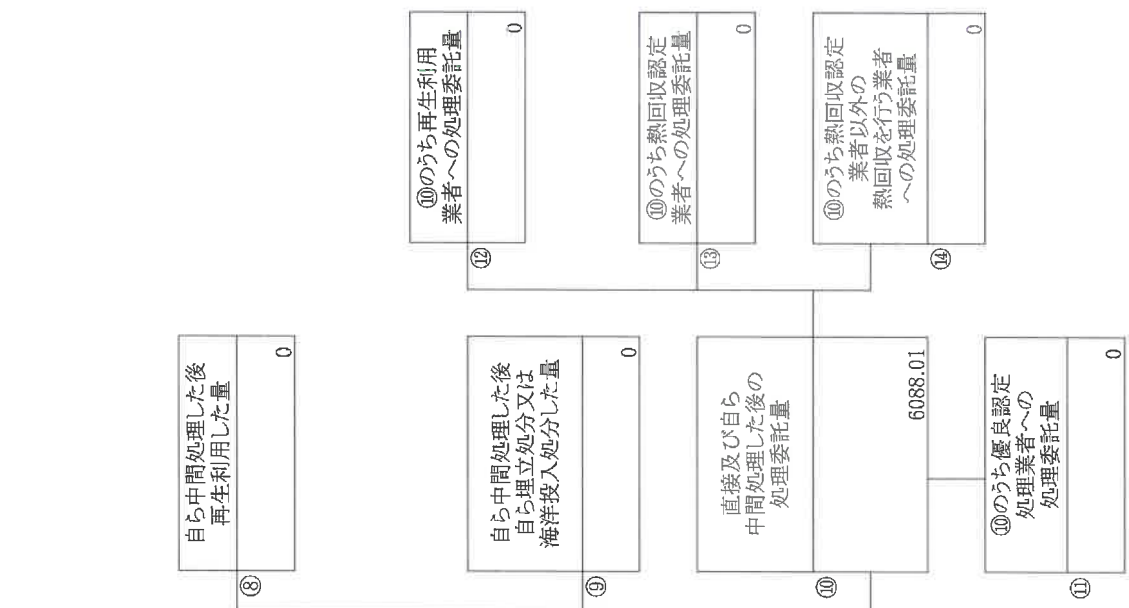 ⑧
自ら中間処理した後
再生利用した量
0
⑨
自ら中間処理した後
自ら埋立処分又は
海洋投入処分した量
0
⑩
直接及び自ら
中間処理した後の
処理委託量
6088.01
⑪
⑩のうち優良認定
処理業者への
処理委託量
0
⑫
⑩のうち再生利用
業者への処理委託量
0
⑬
⑩のうち熱回収認定
業者への処理委託量
0
⑭
⑩のうち熱回収認定
業者以外の
熱回収を行う業者
への処理委託量
0